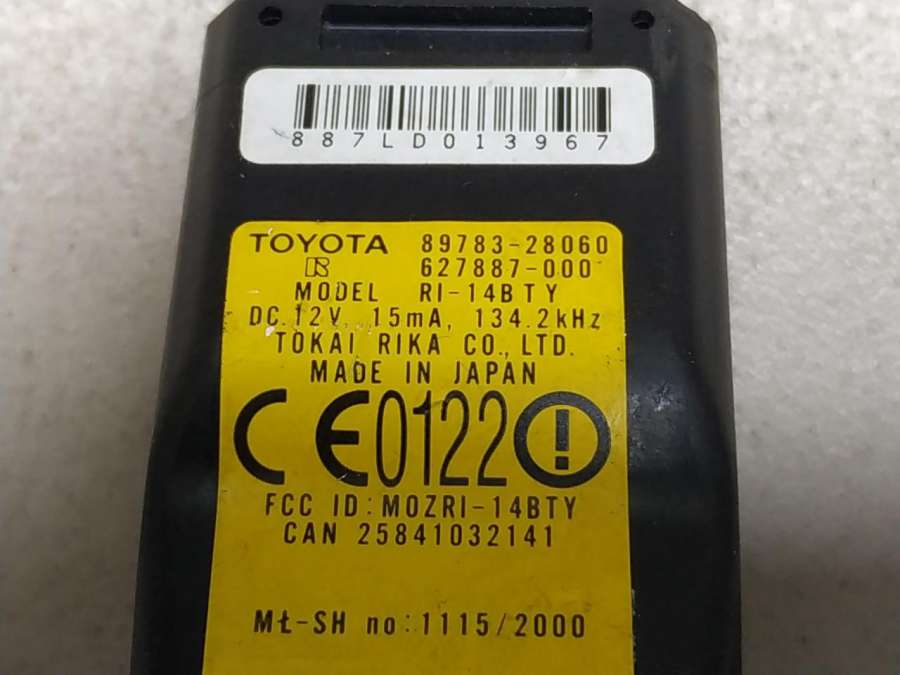 887LD013967
TOYOTA 89783-28060
R 627887-000
MODEL RI-14BTY
DC.12V, 15mA, 134.2kHz
TOKAI RIKA CO.,LTD.
MADE IN JAPAN
CE0122
FCC ID:MOZRI-14BTY
CAN 25841032141
MŁ-SH no:1115/2000